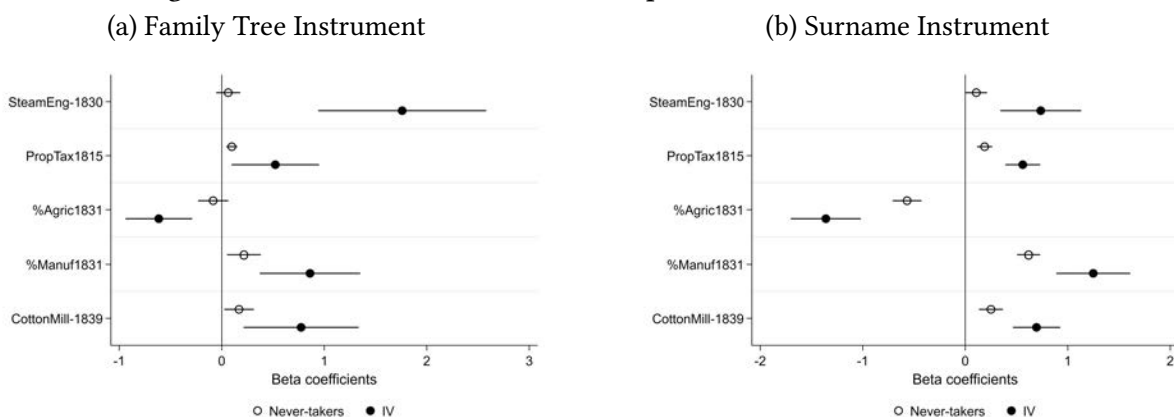 (a) Family Tree Instrument
SteamEng-1830
PropTax1815
%Agric1831
%Manuf1831
CottonMill-1839
-1 0 1 2 3
Beta coefficients
○ Never-takers ● IV
(b) Surname Instrument
SteamEng-1830
PropTax1815
%Agric1831
%Manuf1831
CottonMill-1839
-2 -1 0 1 2
Beta coefficients
○ Never-takers ● IV